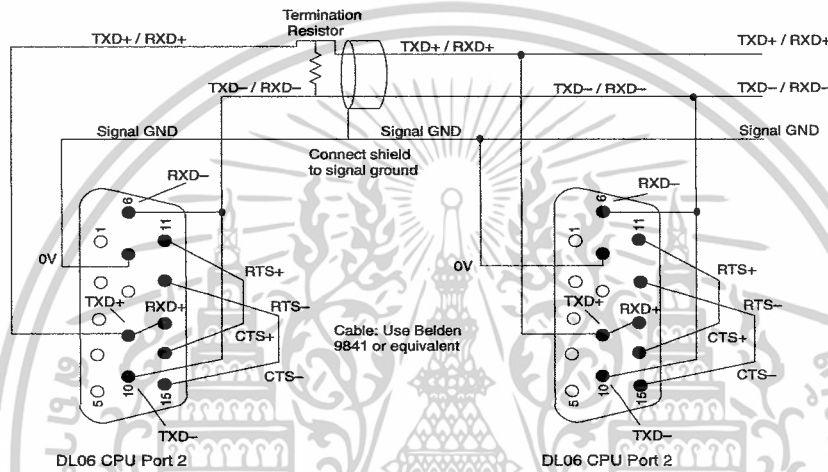 Termination
Resistor
TXD+ / RXD+
TXD+ / RXD+
TXD+ / RXD+
TXD– / RXD–
TXD– / RXD–
TXD– / RXD–
Signal GND
Signal GND
Signal GND
Connect shield
to signal ground
RXD–
6
1
11
0V
RTS+
TXD+
RXD+
RTS–
CTS+
CTS–
5
10
15
TXD–
DL06 CPU Port 2
Cable: Use Belden
9841 or equivalent
RXD–
6
1
11
0V
RTS+
TXD+
RXD+
RTS–
CTS+
CTS–
5
10
15
TXD–
DL06 CPU Port 2